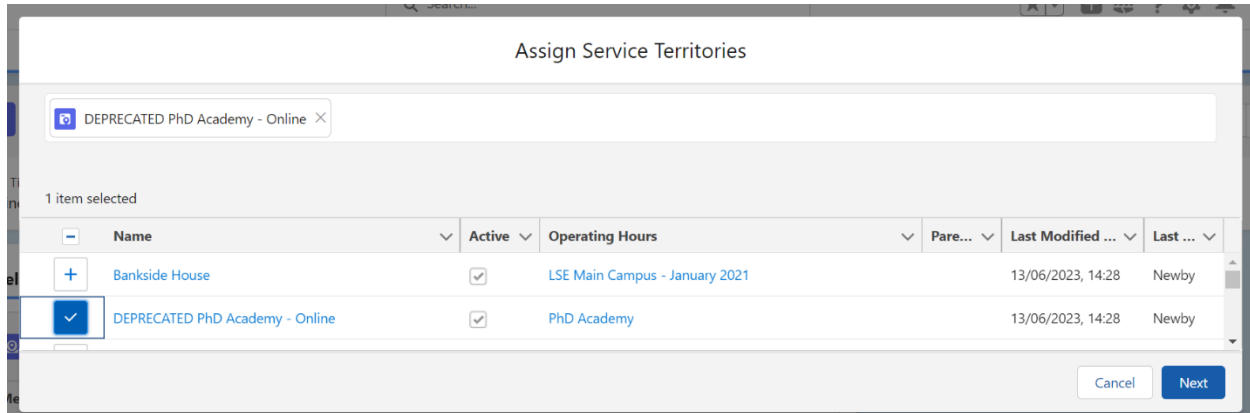 Search...
Assign Service Territories
DEPRECATED PhD Academy - Online
1 item selected
Name Active Operating Hours Pare... Last Modified ... Last ...
Bankside House LSE Main Campus - January 2021 13/06/2023, 14:28 Newby
DEPRECATED PhD Academy - Online PhD Academy 13/06/2023, 14:28 Newby
Cancel Next